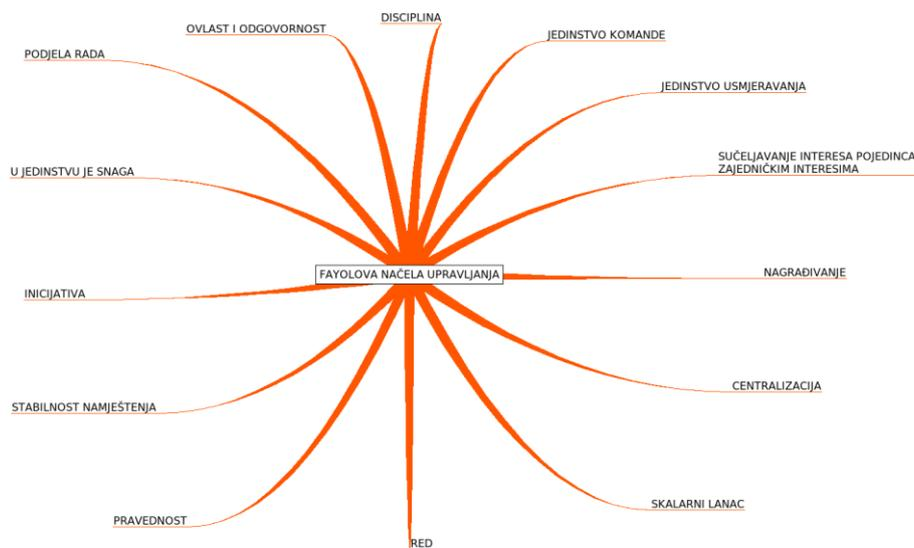 DISCIPLINA
OVLAST I ODGOVORNOST
JEDINSTVO KOMANDE
PODJELA RADA
JEDINSTVO USMJERAVANJA
SUČELJAVANJE INTERESA POJEDINCA
ZAJEDNIČKIM INTERESIMA
U JEDINSTVU JE SNAGA
FAYOLOVA NAČELA UPRAVLJANJA
NAGRAĐIVANJE
INICIJATIVA
CENTRALIZACIJA
STABILNOST NAMJEŠTENJA
SKALARNI LANAC
PRAVEDNOST
RED